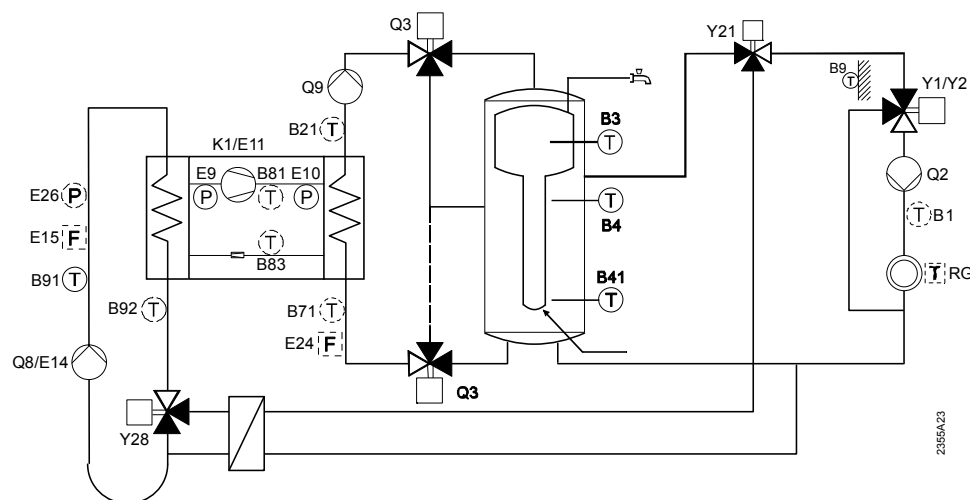 Q3
Y21
B9
T
Y1/Y2
Q9
B3
T
B21
T
K1/E11
E9
B81
E10
P
T
P
Q2
E26
P
T
B4
T
B1
E15
F
T
B83
B41
T
T
RG
B91
T
B92
T
B71
T
E24
F
Q8/E14
Q3
Y28
2355A23